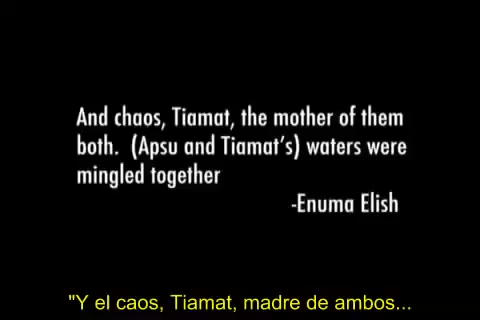 And chaos, Tiamat, the mother of them
both. (Apsu and Tiamat's) waters were
mingled together
-Enuma Elish
"Y el caos, Tiamat, madre de ambos...